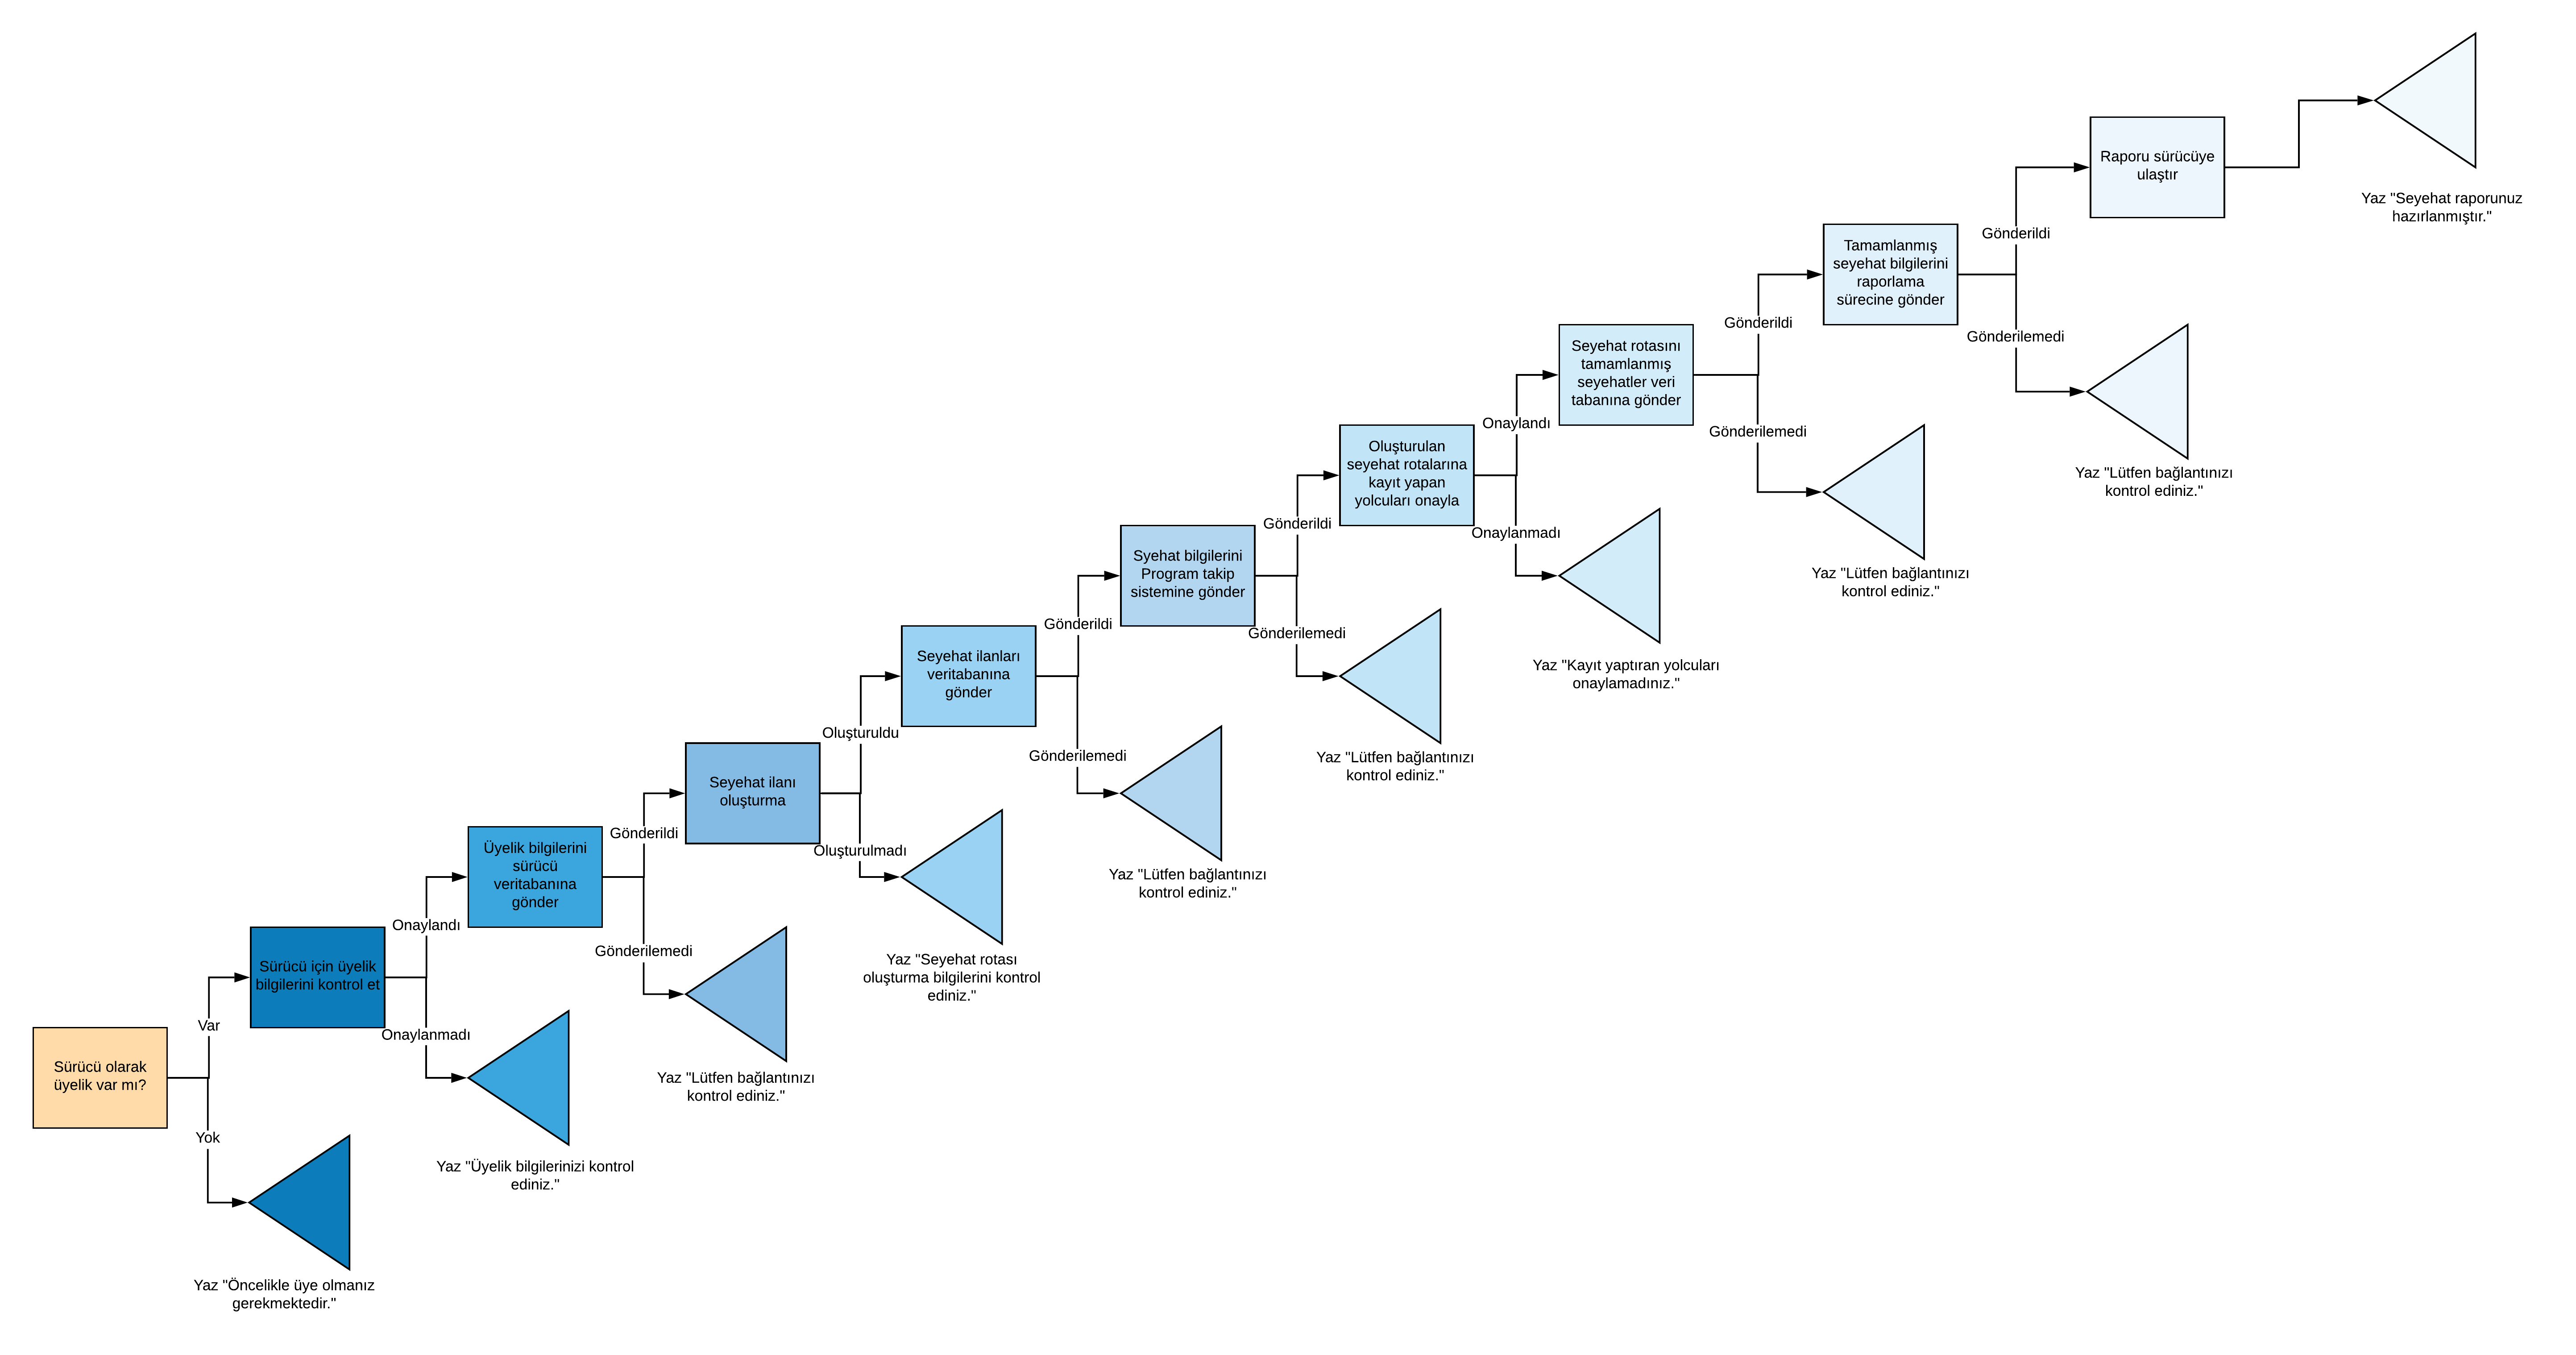 Sürücü olarak
üyelik var mı?
Var
Yok
Yaz "Öncelikle üye olmanız
gerekmektedir."
Sürücü için üyelik
bilgilerini kontrol et
Onaylandı
Onaylanmadı
Yaz "Üyelik bilgilerinizi kontrol
ediniz."
Üyelik bilgilerini
sürücü
veritabanına
gönder
Gönderildi
Gönderilemedi
Yaz "Lütfen bağlantınızı
kontrol ediniz."
Seyehat ilanı
oluşturma
Oluşturuldu
Oluşturulmadı
Yaz "Seyehat rotası
oluşturma bilgilerini kontrol
ediniz."
Seyehat ilanları
veritabanına
gönder
Gönderildi
Gönderilemedi
Yaz "Lütfen bağlantınızı
kontrol ediniz."
Syehat bilgilerini
Program takip
sistemine gönder
Gönderildi
Gönderilemedi
Yaz "Lütfen bağlantınızı
kontrol ediniz."
Oluşturulan
seyehat rotalarına
kayıt yapan
yolcuları onayla
Onaylandı
Onaylanmadı
Yaz "Kayıt yaptıran yolcuları
onaylamadınız."
Seyehat rotasını
tamamlanmış
seyehatler veri
tabanına gönder
Gönderildi
Gönderilemedi
Yaz "Lütfen bağlantınızı
kontrol ediniz."
Tamamlanmış
seyehat bilgilerini
raporlama
sürecine gönder
Gönderildi
Gönderilemedi
Yaz "Lütfen bağlantınızı
kontrol ediniz."
Raporu sürücüye
ulaştır
Yaz "Seyehat raporunuz
hazırlanmıştır."